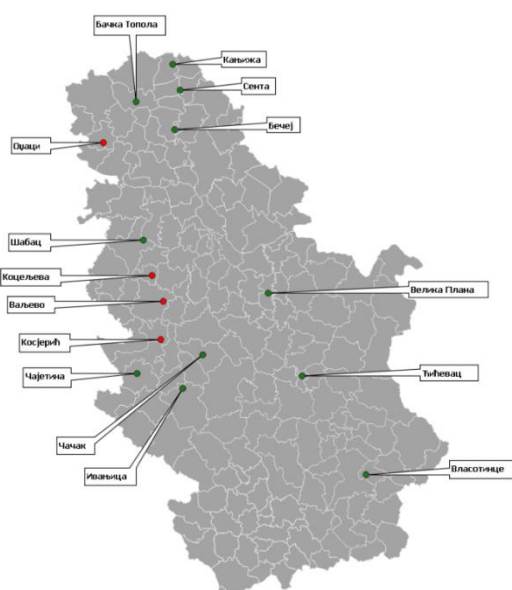 Бачка Топола
Кањижа
Сента
Бечеј
Оџаци
Шабац
Коцељева
Велика Плана
Ваљево
Косјерић
Чајетина
Ћићевац
Чачак
Ивањица
Власотинце